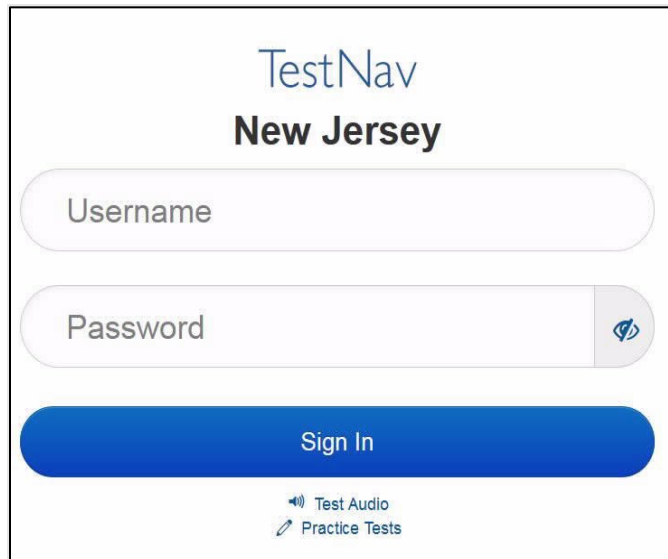 TestNav
New Jersey
Username
Password
Sign In
Test Audio
Practice Tests